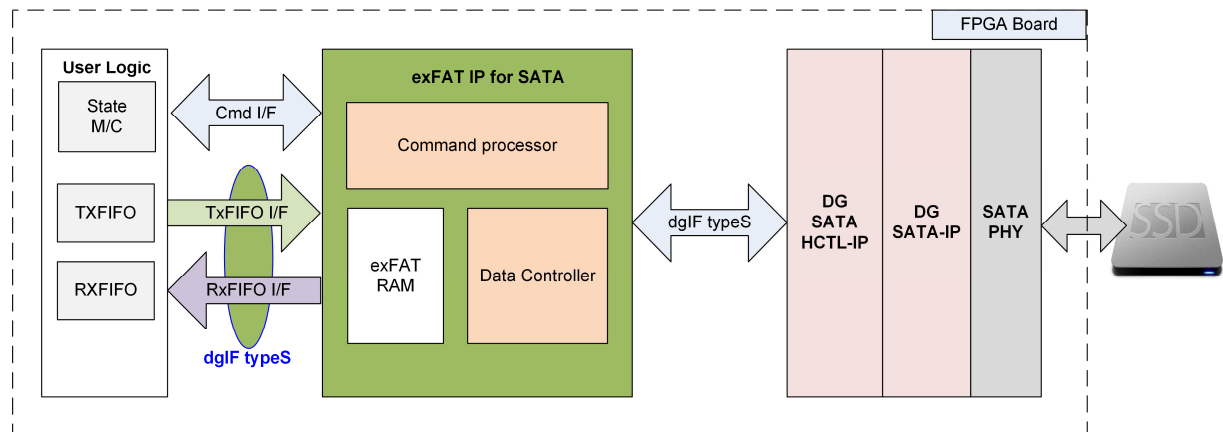 FPGA Board
User Logic
State
M/C
Cmd I/F
TXFIFO
TxFIFO I/F
RXFIFO
RxFIFO I/F
dgIF typeS
exFAT IP for SATA
Command processor
exFAT
RAM
Data Controller
dgIF typeS
DG
SATA
HCTL-IP
DG
SATA-IP
SATA
PHY
SSD